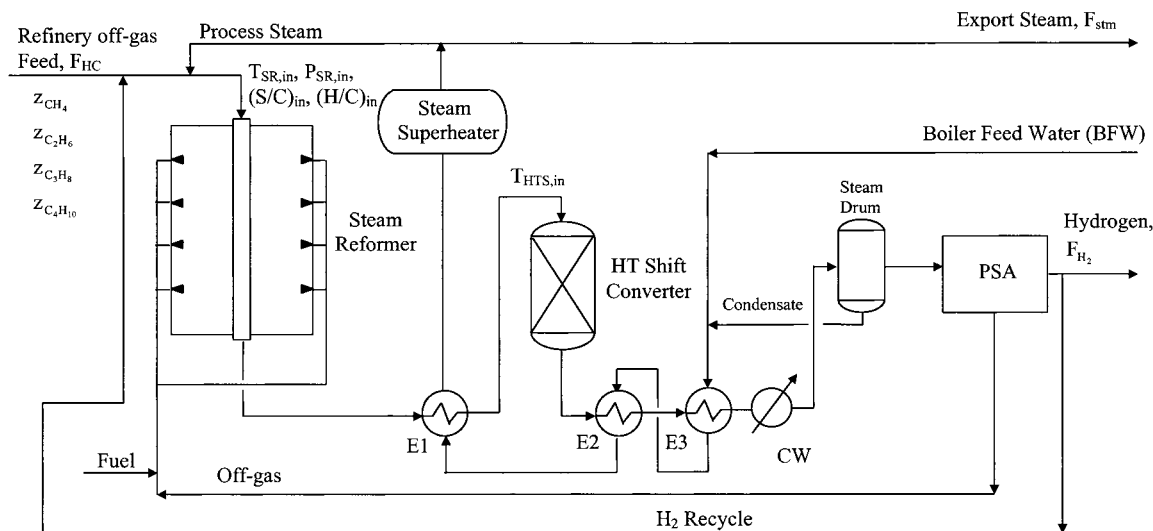 Export Steam, F_stm
Refinery off-gas
Feed, F_HC
Process Steam
T_SR,in, P_SR,in,
(S/C)_in, (H/C)_in
z_CH4
z_C2H6
z_C3H8
z_C4H10
Steam
Superheater
Boiler Feed Water (BFW)
T_HTS,in
Steam
Drum
Steam
Reformer
HT Shift
Converter
Hydrogen,
F_H2
PSA
Condensate
E1
E2
E3
CW
Fuel
Off-gas
H2 Recycle